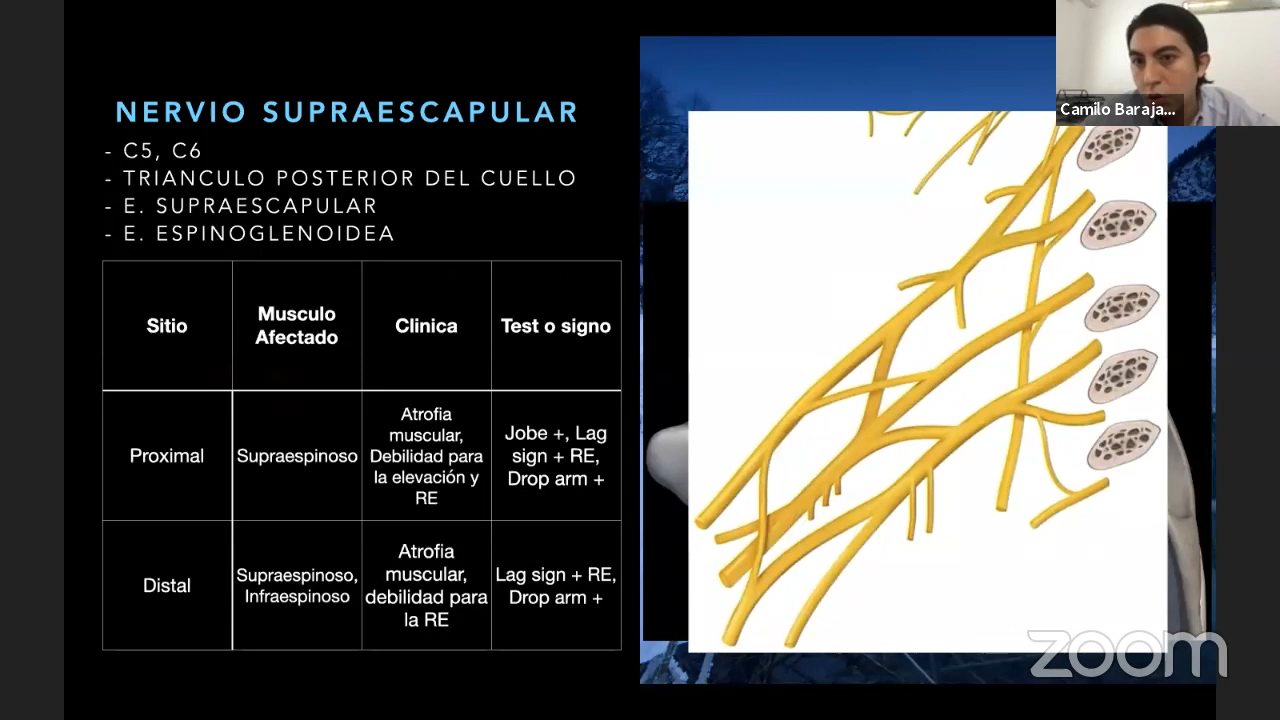 NERVIO SUPRAESCAPULAR
- C5, C6
- TRIANCULO POSTERIOR DEL CUELLO
- E. SUPRAESCAPULAR
- E. ESPINOGLENOIDEA
Sitio
Musculo
Afectado
Clinica
Test o signo
Proximal
Supraespinoso
Atrofia
muscular,
Debilidad para
la elevación y
RE
Jobe +, Lag
sign + RE,
Drop arm +
Distal
Supraespinoso,
Infraespinoso
Atrofia
muscular,
debilidad para
la RE
Lag sign + RE,
Drop arm +
Camilo Baraja...
zoom